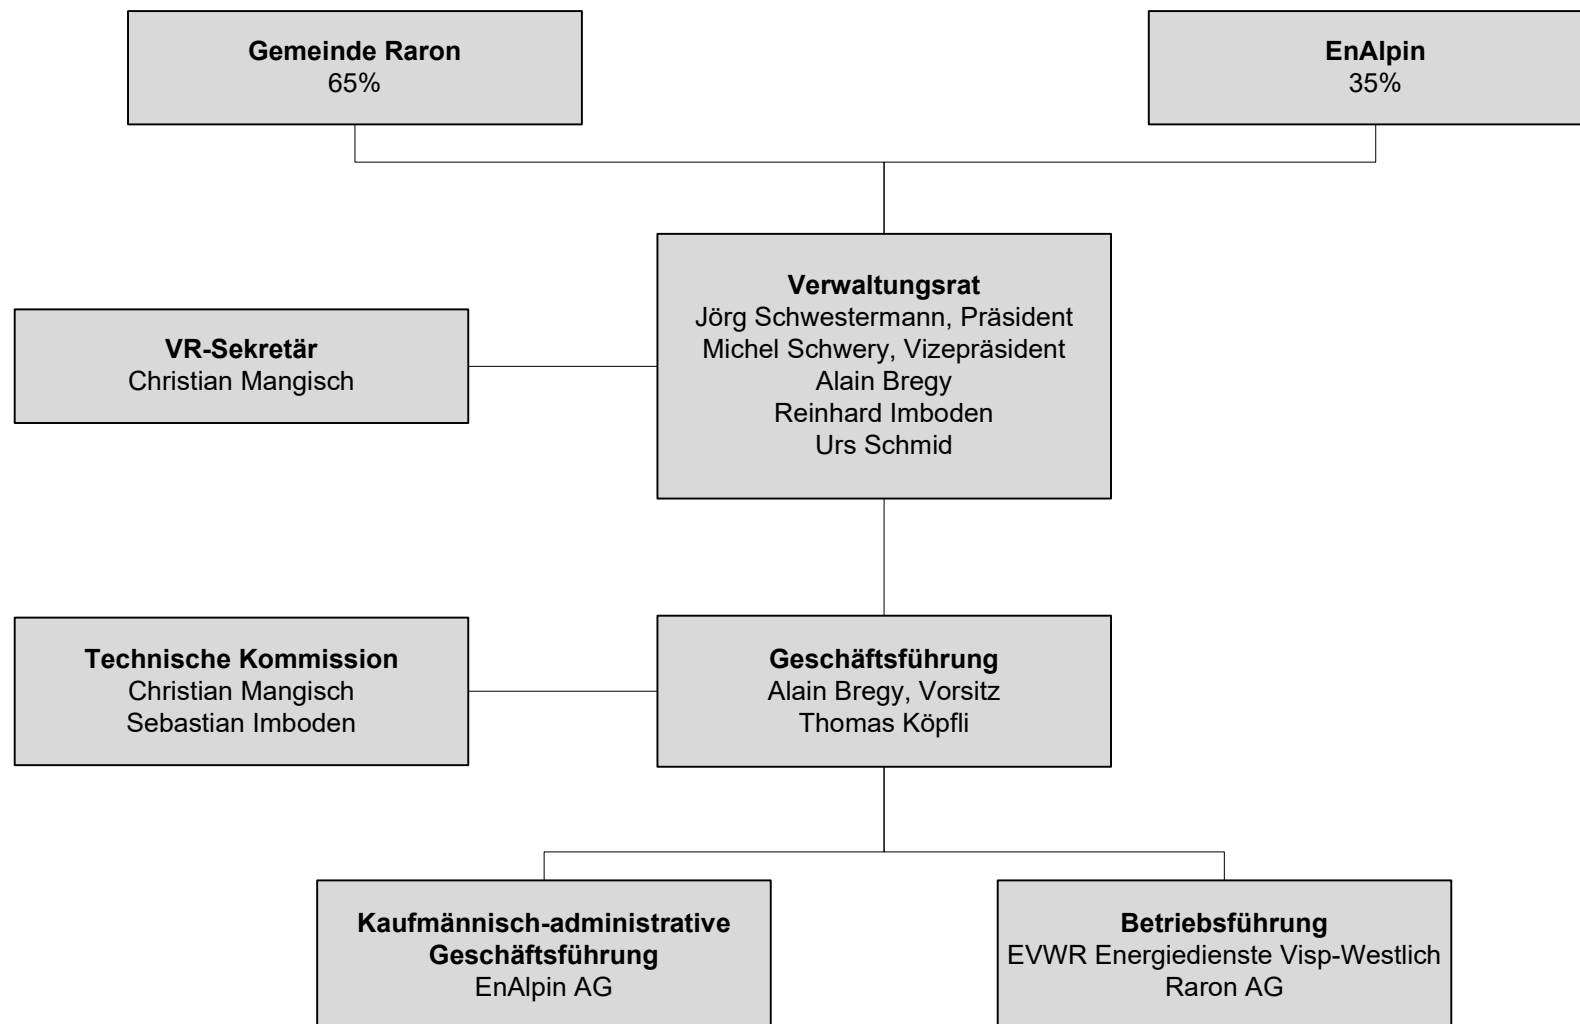 Gemeinde Raron
65%
EnAlpin
35%
Verwaltungsrat
Jörg Schwestermann, Präsident
Michel Schwery, Vizepräsident
Alain Bregy
Reinhard Imboden
Urs Schmid
VR-Sekretär
Christian Mangisch
Technische Kommission
Christian Mangisch
Sebastian Imboden
Geschäftsführung
Alain Bregy, Vorsitz
Thomas Köpfli
Kaufmännisch-administrative
Geschäftsführung
EnAlpin AG
Betriebsführung
EVWR Energiedienste Visp-Westlich
Raron AG